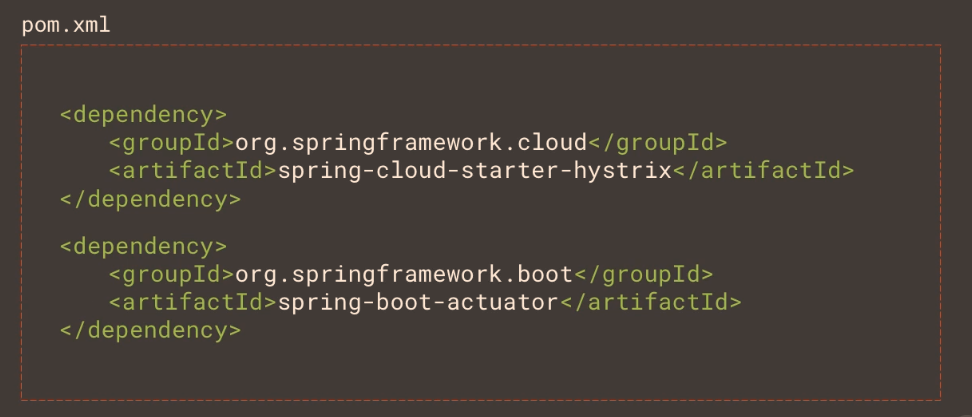 pom.xml
<dependency>
<groupId>org.springframework.cloud</groupId>
<artifactId>spring-cloud-starter-hystrix</artifactId>
</dependency>
<dependency>
<groupId>org.springframework.boot</groupId>
<artifactId>spring-boot-actuator</artifactId>
</dependency>